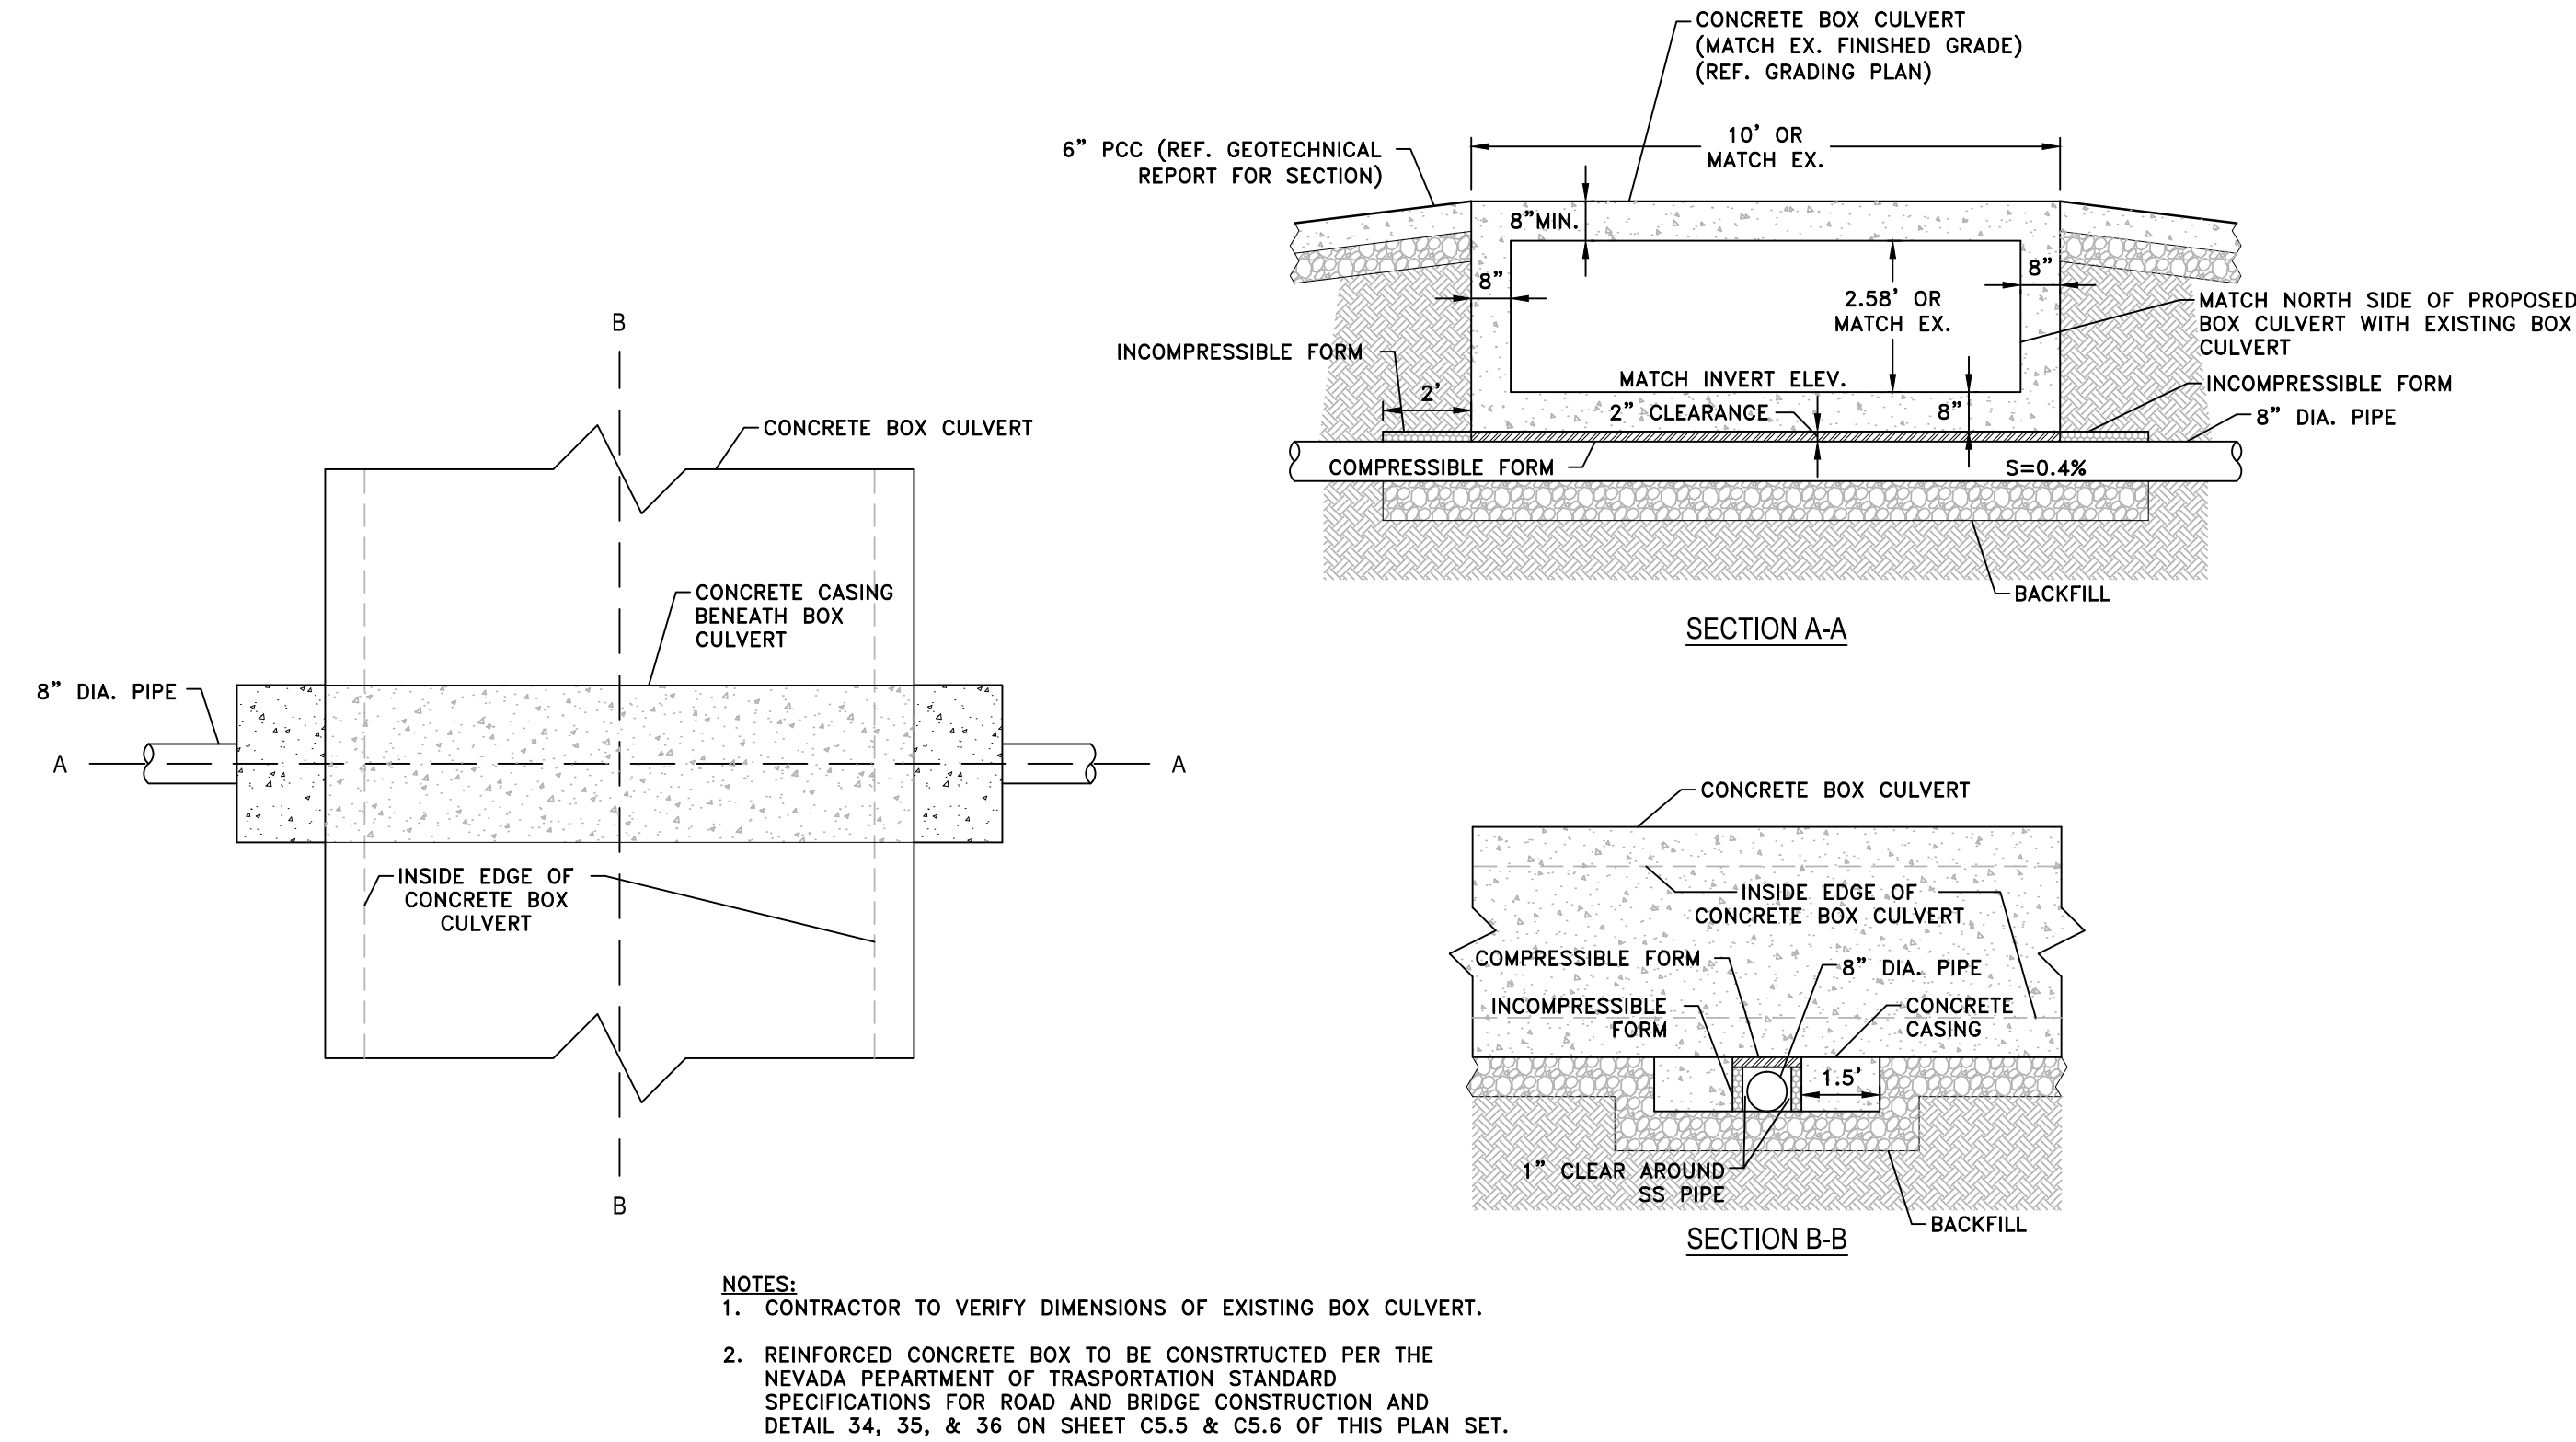 B
CONCRETE BOX CULVERT
CONCRETE CASING
BENEATH BOX
CULVERT
8” DIA. PIPE
A
A
INSIDE EDGE OF
CONCRETE BOX
CULVERT
B
CONCRETE BOX CULVERT
(MATCH EX. FINISHED GRADE)
(REF. GRADING PLAN)
6” PCC (REF. GEOTECHNICAL
REPORT FOR SECTION)
10’ OR
MATCH EX.
8”MIN.
8”
8”
2.58’ OR
MATCH EX.
MATCH NORTH SIDE OF PROPOSED
BOX CULVERT WITH EXISTING BOX
CULVERT
INCOMPRESSIBLE FORM
2’
MATCH INVERT ELEV.
2” CLEARANCE
8”
INCOMPRESSIBLE FORM
8” DIA. PIPE
COMPRESSIBLE FORM
S=0.4%
BACKFILL
SECTION A-A
CONCRETE BOX CULVERT
INSIDE EDGE OF
CONCRETE BOX CULVERT
COMPRESSIBLE FORM
8” DIA. PIPE
INCOMPRESSIBLE
FORM
CONCRETE
CASING
1.5’
1” CLEAR AROUND
SS PIPE
BACKFILL
SECTION B-B
NOTES:
1. CONTRACTOR TO VERIFY DIMENSIONS OF EXISTING BOX CULVERT.
2. REINFORCED CONCRETE BOX TO BE CONSTRTUCTED PER THE
NEVADA PEPARTMENT OF TRASPORTATION STANDARD
SPECIFICATIONS FOR ROAD AND BRIDGE CONSTRUCTION AND
DETAIL 34, 35, & 36 ON SHEET C5.5 & C5.6 OF THIS PLAN SET.